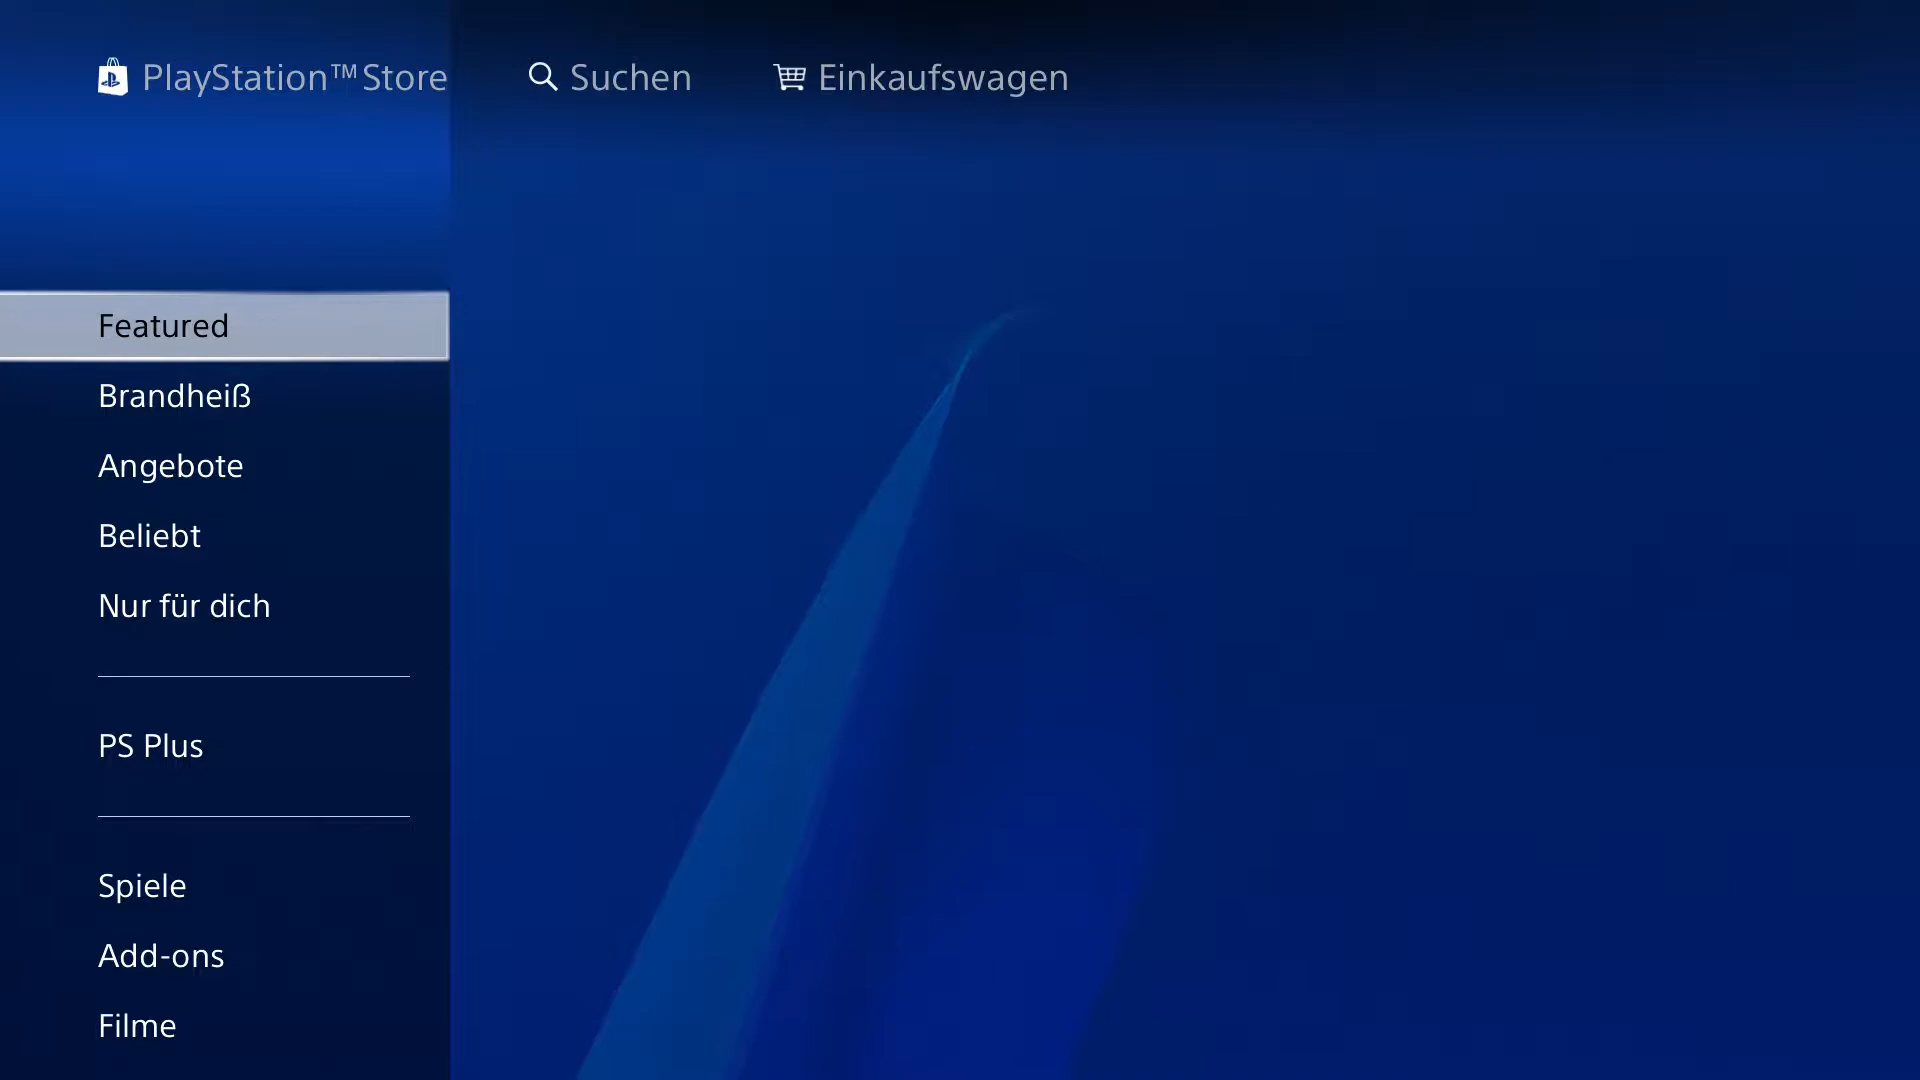 PlayStation™Store
Suchen
Einkaufswagen
Featured
Brandheiß
Angebote
Beliebt
Nur für dich
PS Plus
Spiele
Add-ons
Filme